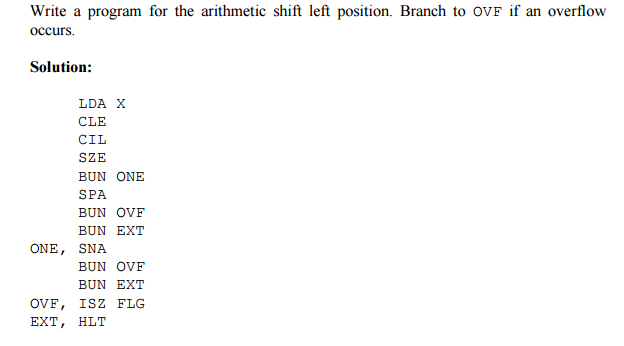 Write a program for the arithmetic shift left position. Branch to OVF if an overflow
occurs.
Solution:
LDA X
CLE
CIL
SZE
BUN ONE
SPA
BUN OVF
BUN EXT
ONE, SNA
BUN OVF
BUN EXT
OVF, ISZ FLG
EXT, HLT